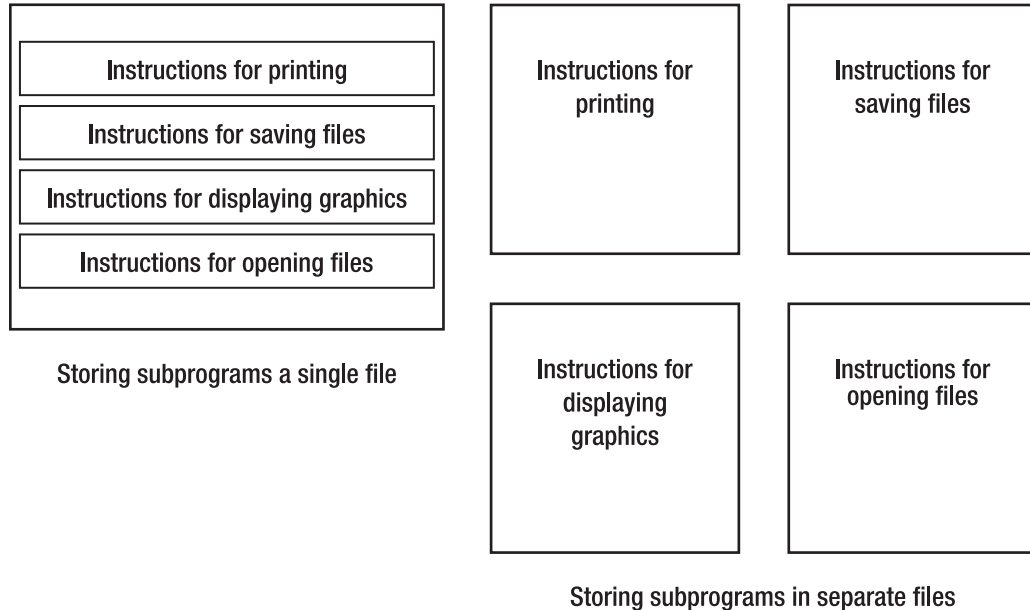 Instructions for printing
Instructions for saving files
Instructions for displaying graphics
Instructions for opening files
Storing subprograms a single file
Instructions for
printing
Instructions for
saving files
Instructions for
displaying
graphics
Instructions for
opening files
Storing subprograms in separate files